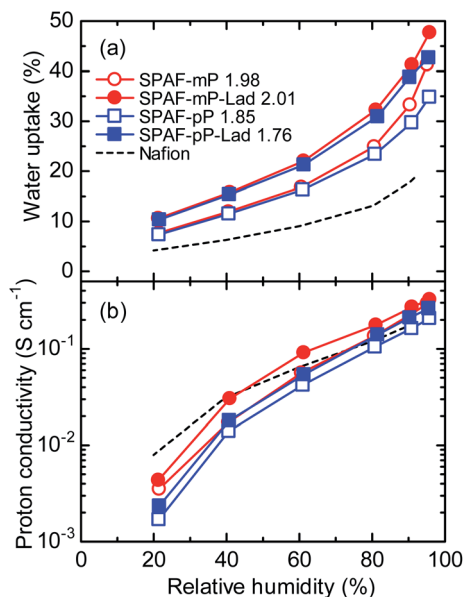 60
50
40
30
20
10
0
Water uptake (%)
(a)
SPAF-mP 1.98
SPAF-mP-Lad 2.01
SPAF-pP 1.85
SPAF-pP-Lad 1.76
Nafion
(b)
10⁻¹
10⁻²
10⁻³
Proton conductivity (S cm⁻¹)
0 20 40 60 80 100
Relative humidity (%)